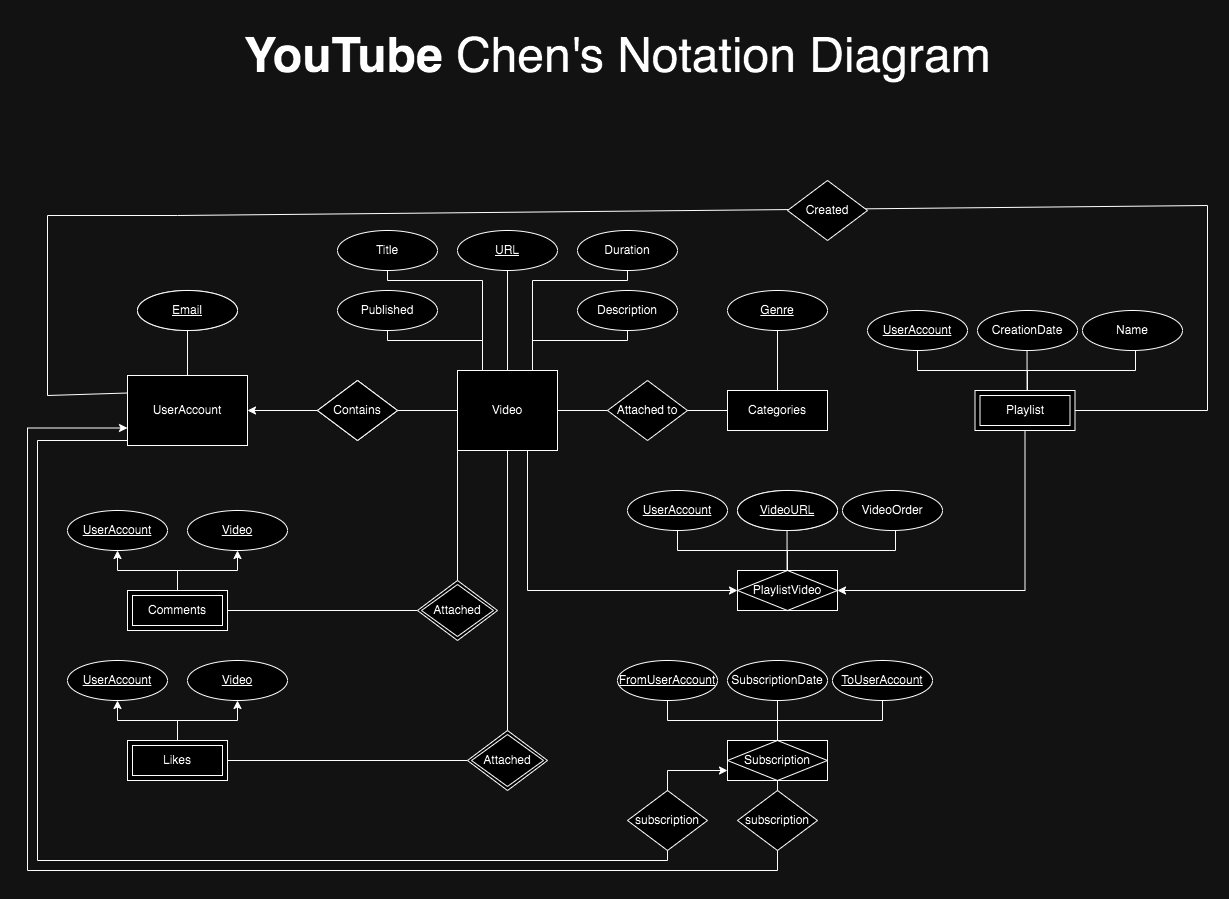 YouTube Chen's Notation Diagram
Created
Title
URL
Duration
Email
Published
Description
Genre
UserAccount
CreationDate
Name
UserAccount
Contains
Video
Attached to
Categories
Playlist
UserAccount
Video
UserAccount
VideoURL
VideoOrder
Comments
Attached
PlaylistVideo
UserAccount
Video
FromUserAccount
SubscriptionDate
ToUserAccount
Likes
Attached
Subscription
subscription
subscription